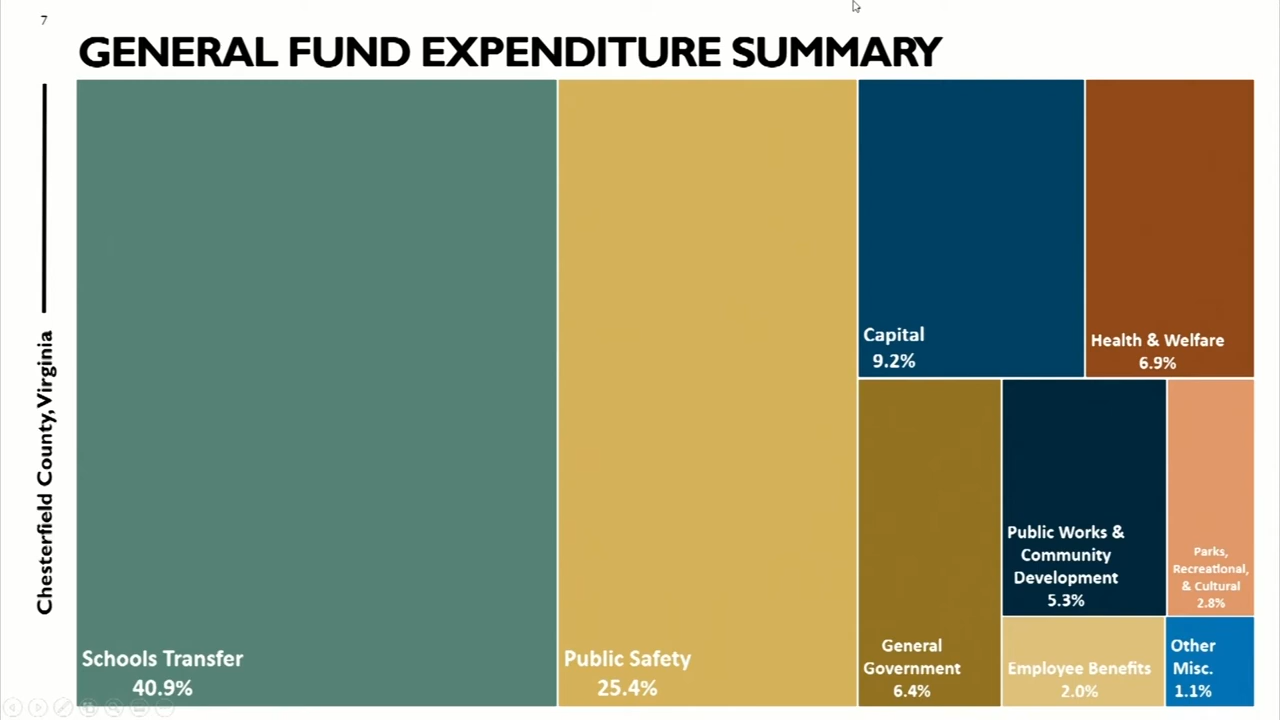 7
GENERAL FUND EXPENDITURE SUMMARY
Chesterfield County, Virginia
Schools Transfer
40.9%
Public Safety
25.4%
Capital
9.2%
Health & Welfare
6.9%
General
Government
6.4%
Public Works &
Community
Development
5.3%
Parks,
Recreational,
& Cultural
2.8%
Employee Benefits
2.0%
Other
Misc.
1.1%